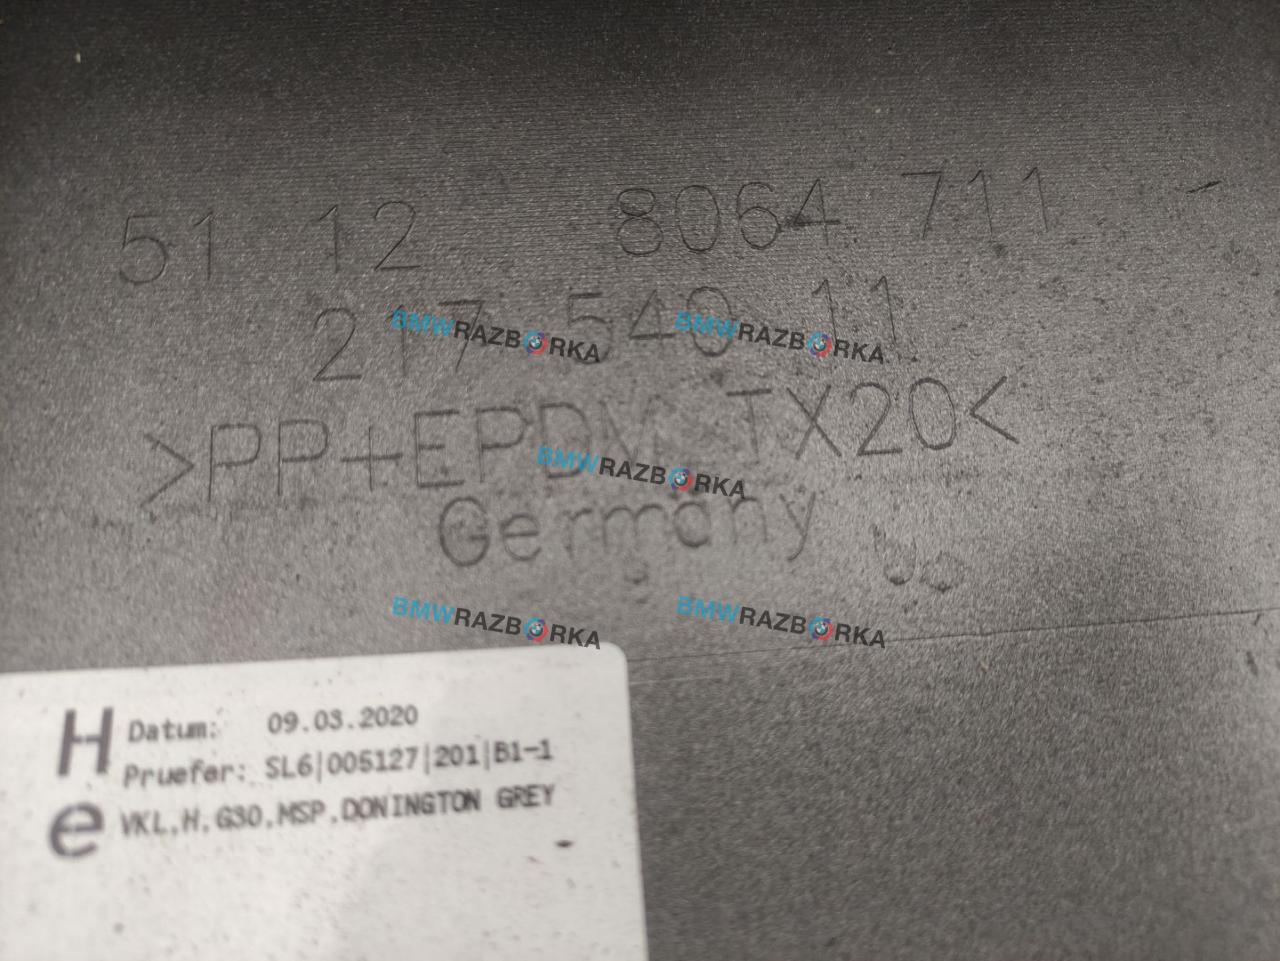 51 12 8064 711
217 540 11
>PP+EPDM TX20<
Germany
BMWRAZBORKA BMWRAZBORKA
BMWRAZBORKA
BMWRAZBORKA BMWRAZBORKA
H Datum: 09.03.2020
Pruefer: SL6|005127|201|B1-1
e VKL.H.G30.MSP.DONINGTON GREY